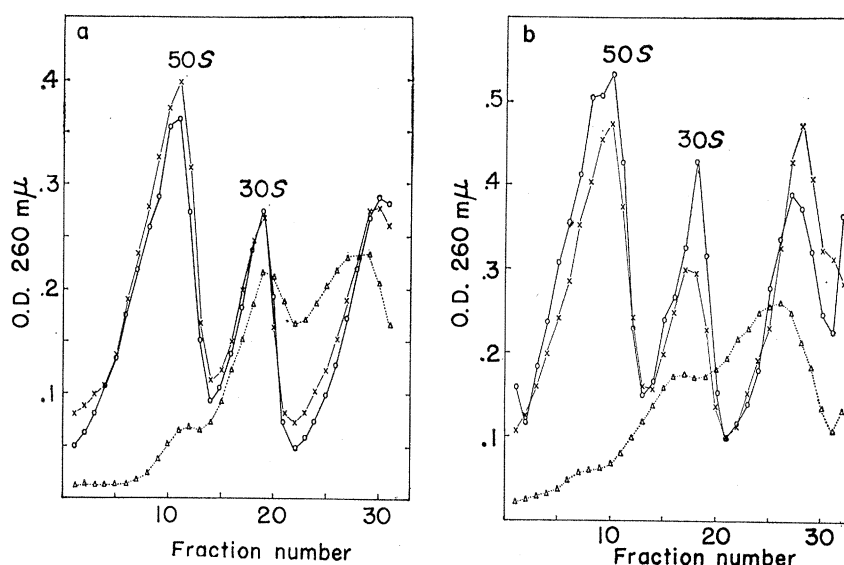 a
50S
30S
.4
.3
.2
.1
O.D. 260 mμ
10
20
30
Fraction number
b
50S
30S
.5
.4
.3
.2
.1
O.D. 260 mμ
10
20
30
Fraction number